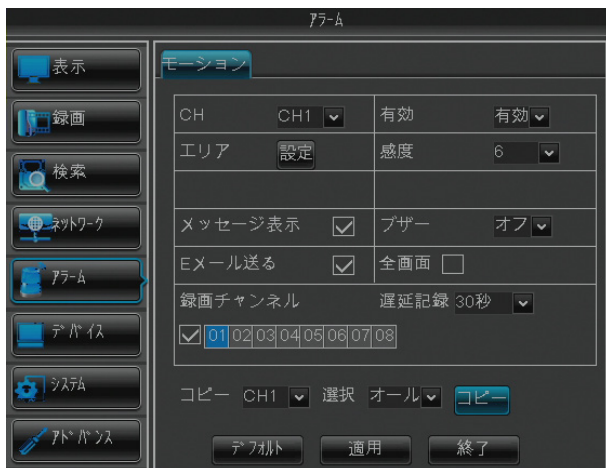 ｱﾗｰﾑ
表示
録画
検索
ﾈｯﾄﾜｰｸ
ｱﾗｰﾑ
ﾃﾞﾊﾞｲｽ
ｼｽﾃﾑ
ｱﾄﾞﾊﾞﾝｽ
モーション
CH CH1 有効 有効
エリア 設定 感度 6
メッセージ表示 ブザー オフ
Eメール送る 全画面
録画チャンネル 遅延記録 30秒
01 02 03 04 05 06 07 08
コピー CH1 選択 オール コピー
ﾃﾞﾌｫﾙﾄ 適用 終了